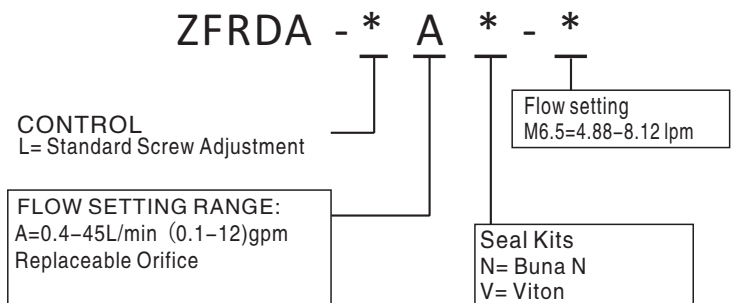 ZFRDA - * A * - *
Flow setting
M6.5=4.88–8.12 lpm
CONTROL
L= Standard Screw Adjustment
FLOW SETTING RANGE:
A=0.4–45L/min（0.1–12)gpm
Replaceable Orifice
Seal Kits
N= Buna N
V= Viton